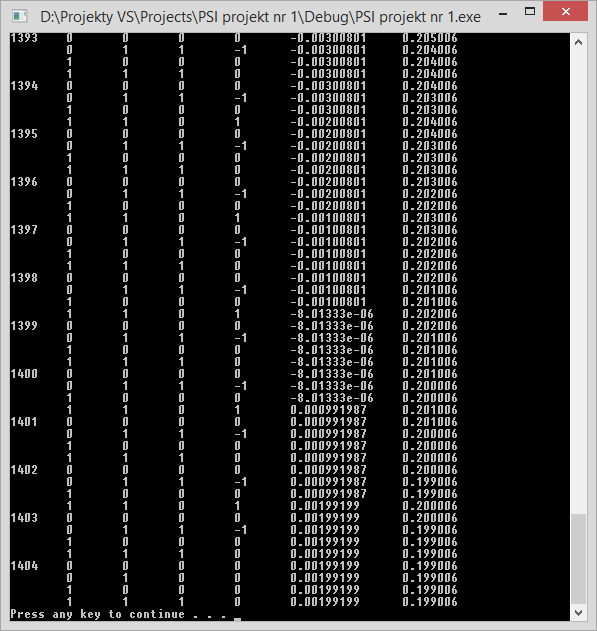 D:\Projekty VS\Projects\PSI projekt nr 1\Debug\PSI projekt nr 1.exe
1393 0 0 0 0 -0.00300801 0.205006
0 1 1 -1 -0.00300801 0.204006
1 0 0 0 -0.00300801 0.204006
1 1 1 0 -0.00300801 0.204006
1394 0 0 0 0 -0.00300801 0.204006
0 1 1 -1 -0.00300801 0.203006
1 0 0 0 -0.00300801 0.203006
1 1 0 1 -0.00200801 0.204006
1395 0 0 0 0 -0.00200801 0.204006
0 1 1 -1 -0.00200801 0.203006
1 0 0 0 -0.00200801 0.203006
1 1 1 0 -0.00200801 0.203006
1396 0 0 0 0 -0.00200801 0.203006
0 1 1 -1 -0.00200801 0.202006
1 0 0 0 -0.00200801 0.202006
1 1 0 1 -0.00100801 0.203006
1397 0 0 0 0 -0.00100801 0.203006
0 1 1 -1 -0.00100801 0.202006
1 0 0 0 -0.00100801 0.202006
1 1 1 0 -0.00100801 0.202006
1398 0 0 0 0 -0.00100801 0.202006
0 1 1 -1 -0.00100801 0.201006
1 0 0 0 -0.00100801 0.201006
1 1 0 1 -8.01333e-06 0.202006
1399 0 0 0 0 -8.01333e-06 0.202006
0 1 1 -1 -8.01333e-06 0.201006
1 0 0 0 -8.01333e-06 0.201006
1 1 1 0 -8.01333e-06 0.201006
1400 0 0 0 0 -8.01333e-06 0.201006
0 1 1 -1 -8.01333e-06 0.200006
1 0 0 0 -8.01333e-06 0.200006
1 1 0 1 0.000991987 0.201006
1401 0 0 0 0 0.000991987 0.201006
0 1 1 -1 0.000991987 0.200006
1 0 0 0 0.000991987 0.200006
1 1 1 0 0.000991987 0.200006
1402 0 0 0 0 0.000991987 0.200006
0 1 1 -1 0.000991987 0.199006
1 0 0 0 0.000991987 0.199006
1 1 0 1 0.00199199 0.200006
1403 0 0 0 0 0.00199199 0.200006
0 1 1 -1 0.00199199 0.199006
1 0 0 0 0.00199199 0.199006
1 1 1 0 0.00199199 0.199006
1404 0 0 0 0 0.00199199 0.199006
0 1 0 0 0.00199199 0.199006
1 0 0 0 0.00199199 0.199006
1 1 1 0 0.00199199 0.199006
Press any key to continue . . .